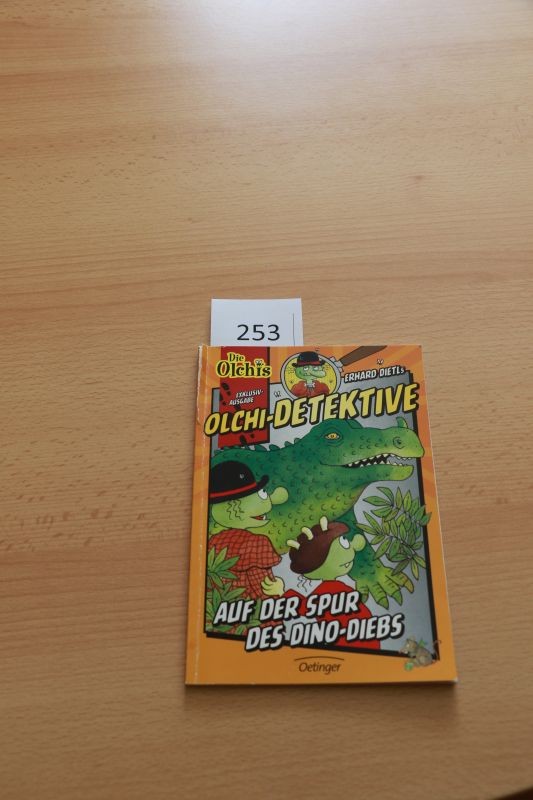 253
Die
Olchis
EXKLUSIV-
AUSGABE
ERHARD DIETLs
OLCHI-DETEKTIVE
AUF DER SPUR
DES DINO-DIEBS
Oetinger